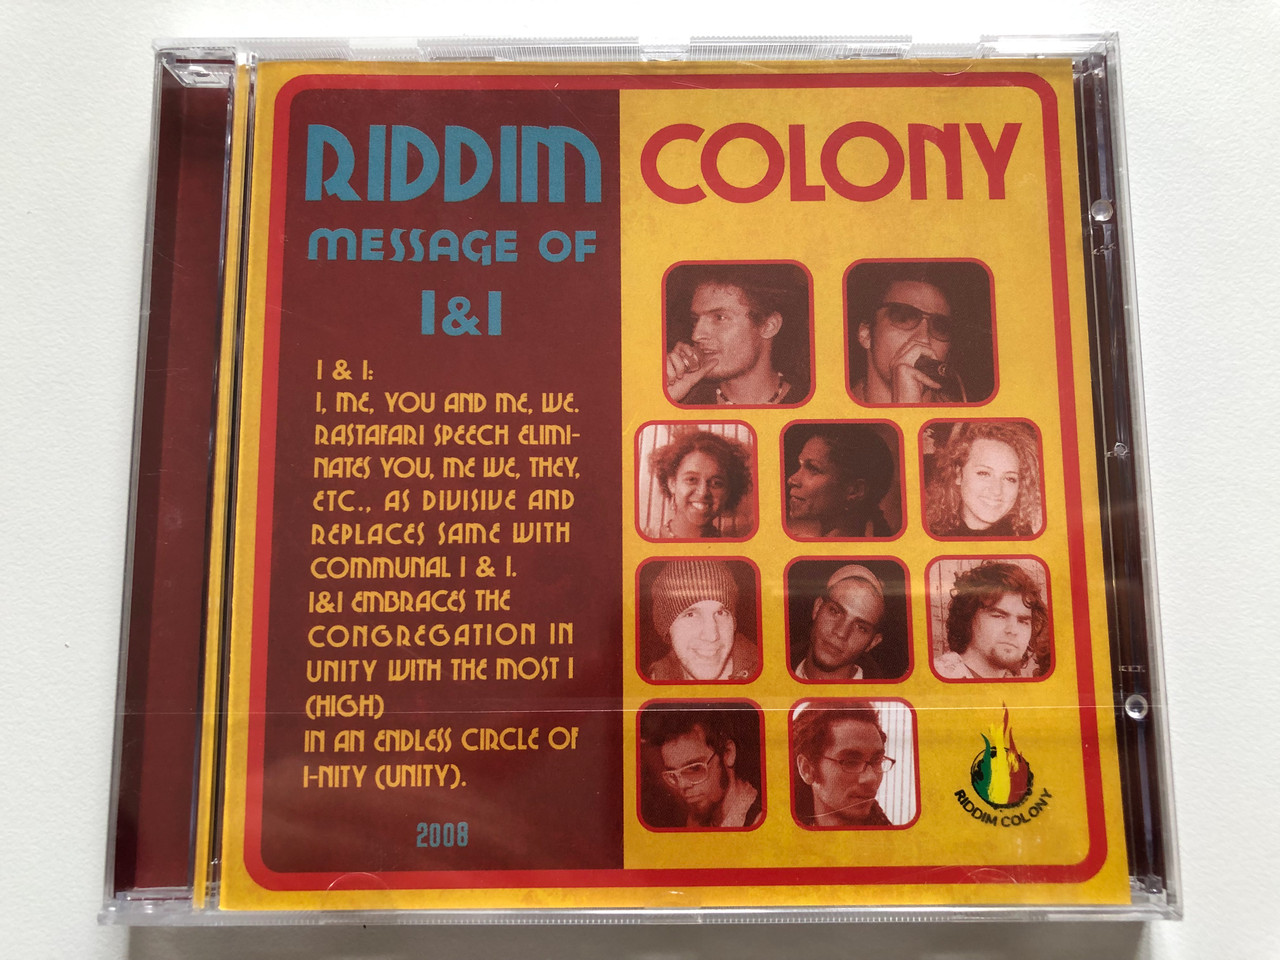 RIDDIM COLONY
MESSAGE OF
I&I
I & I:
I, ME, YOU AND ME, WE.
RASTAFARI SPEECH ELIMI-
NATES YOU, ME WE, THEY,
ETC., AS DIVISIVE AND
REPLACES SAME WITH
COMMUNAL I & I.
I&I EMBRACES THE
CONGREGATION IN
UNITY WITH THE MOST I
(HIGH)
IN AN ENDLESS CIRCLE OF
I-NITY (UNITY).
2008
RIDDIM COLONY